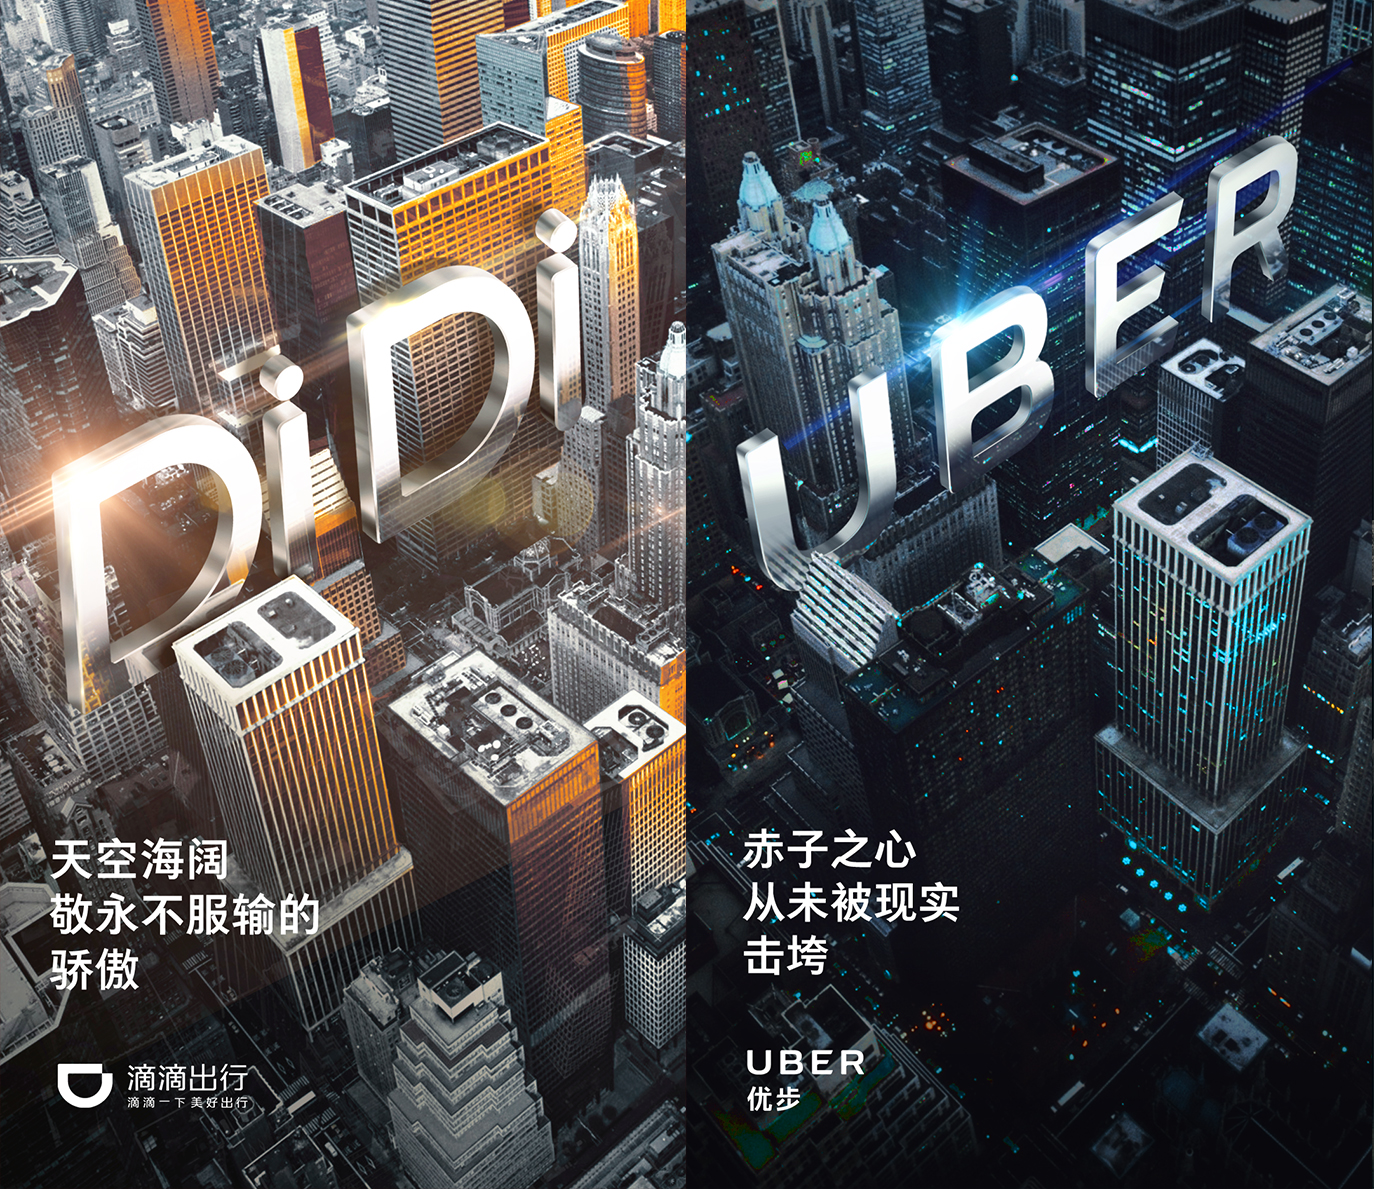 DiDi
天空海阔
敬永不服输的
骄傲
滴滴出行
滴滴一下 美好出行
UBER
赤子之心
从未被现实
击垮
UBER
优步